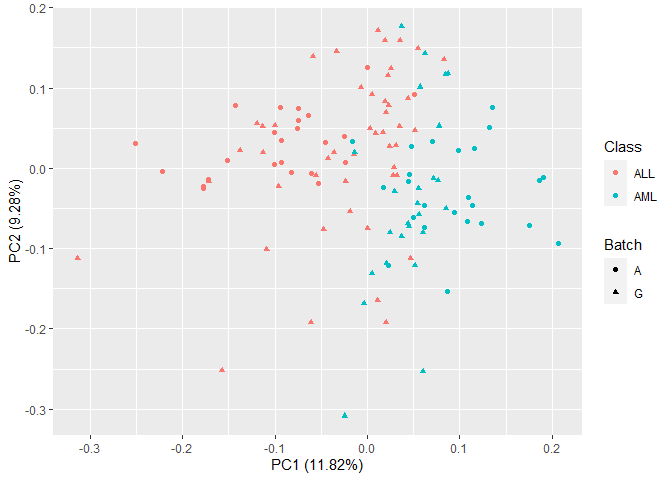 0.2
0.1
0.0
-0.1
-0.2
-0.3
PC2 (9.28%)
-0.3
-0.2
-0.1
0.0
0.1
0.2
PC1 (11.82%)
Class
ALL
AML
Batch
A
G